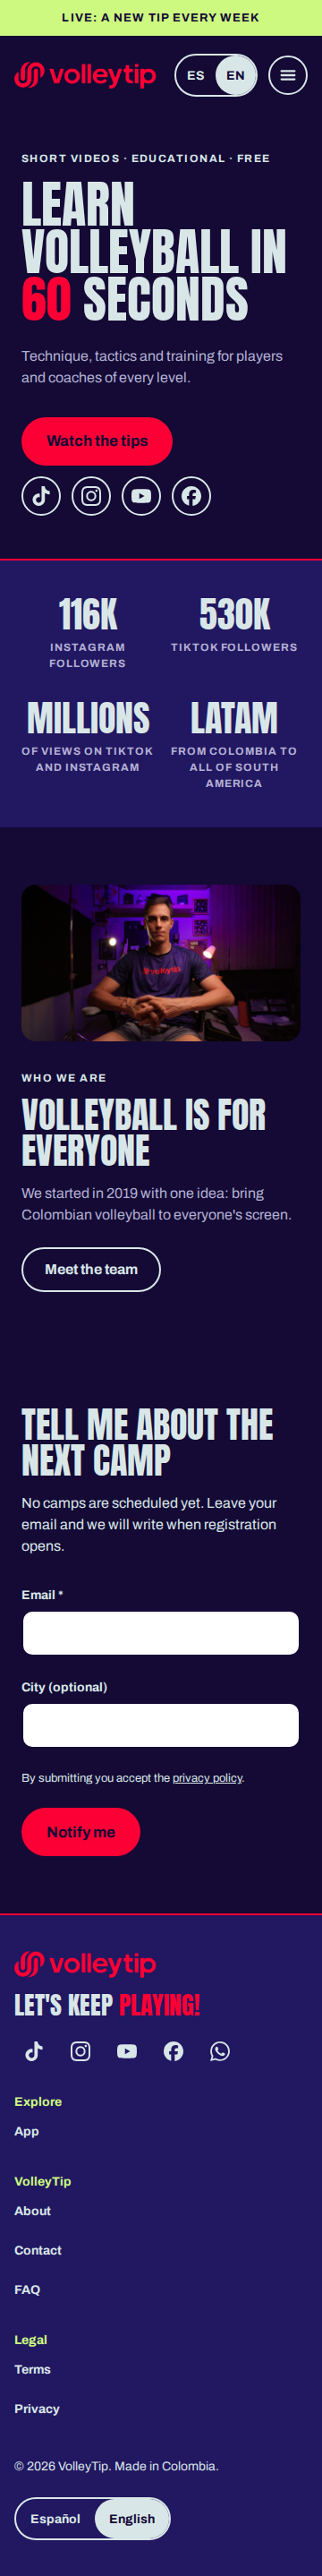 LIVE: A NEW TIP EVERY WEEK
volleytip
ES EN
SHORT VIDEOS · EDUCATIONAL · FREE
LEARN
VOLLEYBALL IN
60 SECONDS
Technique, tactics and training for players
and coaches of every level.
Watch the tips
116K
INSTAGRAM
FOLLOWERS
530K
TIKTOK FOLLOWERS
MILLIONS
OF VIEWS ON TIKTOK
AND INSTAGRAM
LATAM
FROM COLOMBIA TO
ALL OF SOUTH
AMERICA
WHO WE ARE
VOLLEYBALL IS FOR
EVERYONE
We started in 2019 with one idea: bring
Colombian volleyball to everyone's screen.
Meet the team
TELL ME ABOUT THE
NEXT CAMP
No camps are scheduled yet. Leave your
email and we will write when registration
opens.
Email *
City (optional)
By submitting you accept the privacy policy.
Notify me
volleytip
LET'S KEEP PLAYING!
Explore
App
VolleyTip
About
Contact
FAQ
Legal
Terms
Privacy
© 2026 VolleyTip. Made in Colombia.
Español English